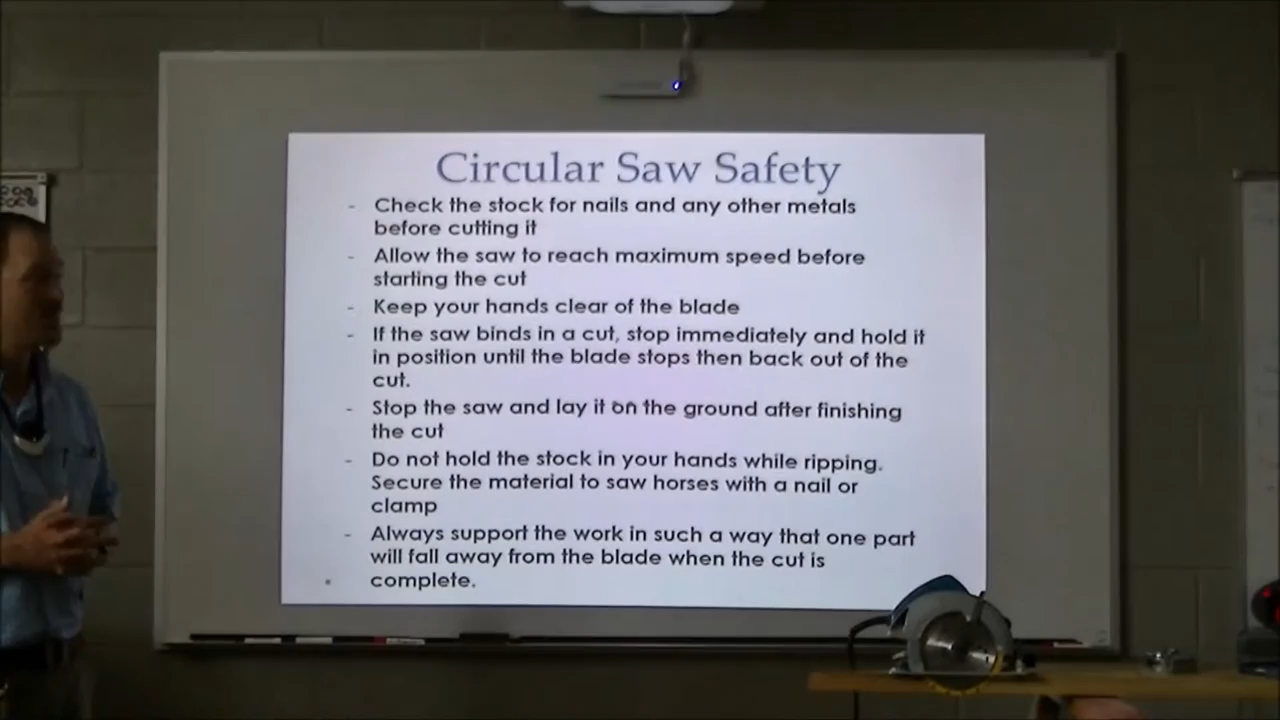 Circular Saw Safety
- Check the stock for nails and any other metals
before cutting it
- Allow the saw to reach maximum speed before
starting the cut
- Keep your hands clear of the blade
- If the saw binds in a cut, stop immediately and hold it
in position until the blade stops then back out of the
cut.
- Stop the saw and lay it on the ground after finishing
the cut
- Do not hold the stock in your hands while ripping.
Secure the material to saw horses with a nail or
clamp
- Always support the work in such a way that one part
will fall away from the blade when the cut is
complete.